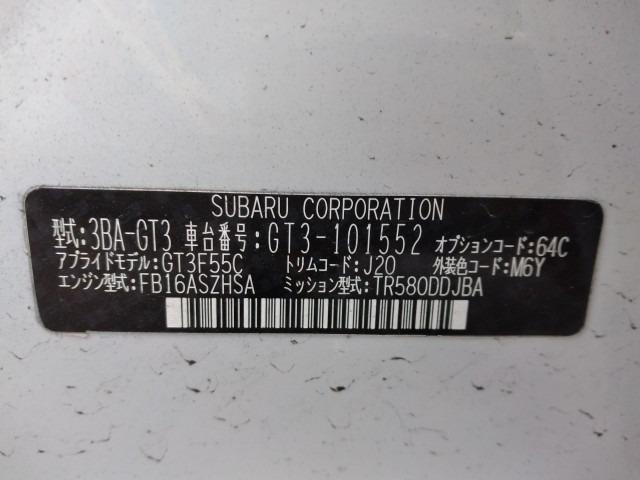 SUBARU CORPORATION
型式:3BA-GT3 車台番号:GT3-101552 オプションコード:64C
アプライドモデル:GT3F55C トリムコード:J20 外装色コード:M6Y
エンジン型式:FB16ASZHSA ミッション型式:TR580DDJBA